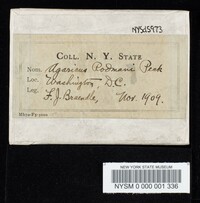 NYSd5973
COLL. N. Y. STATE
Nom. Agaricus Rodmani Peck
Loc. Washington, D.C.
Leg. F. J. Braendle, Nov. 1909.
NEW YORK STATE MUSEUM
NYSM 0 000 001 336